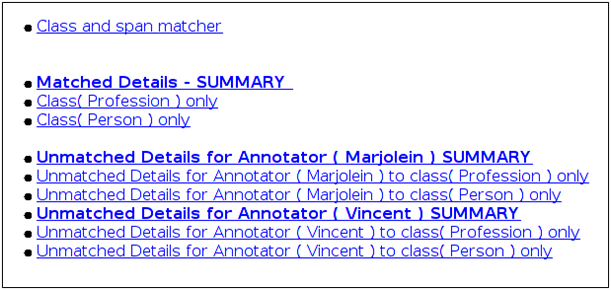 Class and span matcher
Matched Details - SUMMARY
Class( Profession ) only
Class( Person ) only
Unmatched Details for Annotator ( Marjolein ) SUMMARY
Unmatched Details for Annotator ( Marjolein ) to class( Profession ) only
Unmatched Details for Annotator ( Marjolein ) to class( Person ) only
Unmatched Details for Annotator ( Vincent ) SUMMARY
Unmatched Details for Annotator ( Vincent ) to class( Profession ) only
Unmatched Details for Annotator ( Vincent ) to class( Person ) only